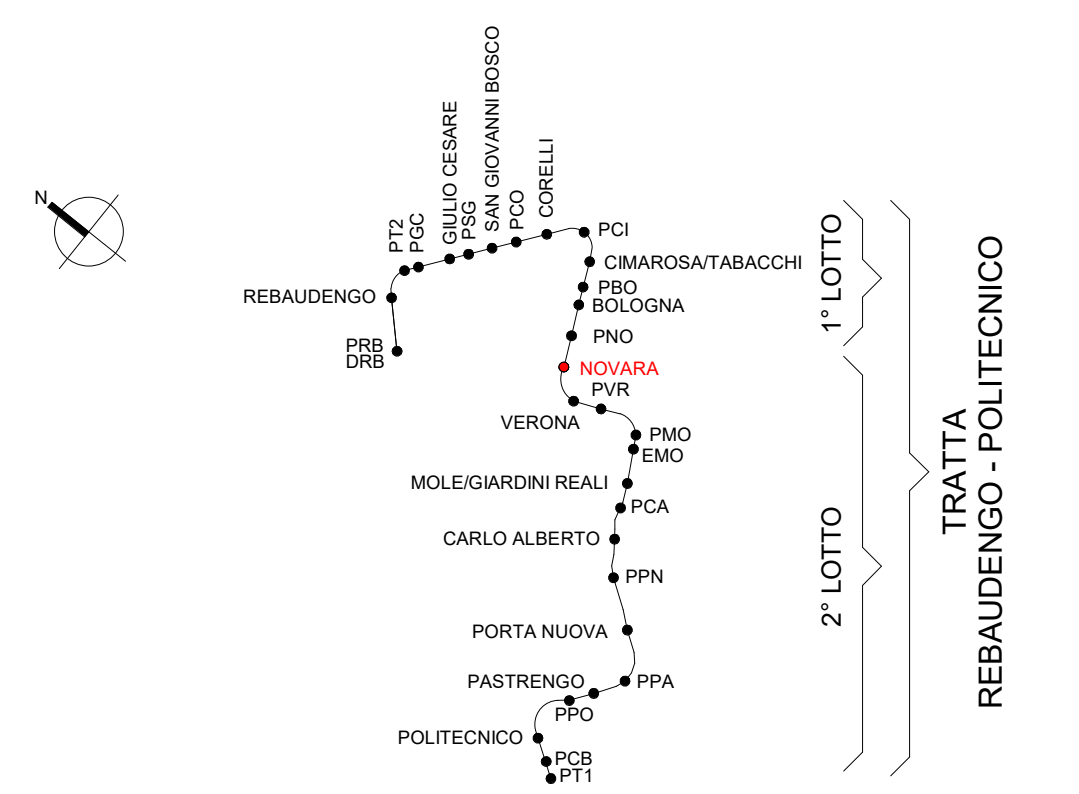 N
REBAUDENGO
PRB
DRB
PT2
PGC
GIULIO CESARE
PSG
SAN GIOVANNI BOSCO
PCO
CORELLI
PCI
CIMAROSA/TABACCHI
PBO
BOLOGNA
PNO
NOVARA
PVR
VERONA
PMO
EMO
MOLE/GIARDINI REALI
PCA
CARLO ALBERTO
PPN
PORTA NUOVA
PPA
PASTRENGO
PPO
POLITECNICO
PCB
PT1
1° LOTTO
2° LOTTO
TRATTA
REBAUDENGO - POLITECNICO